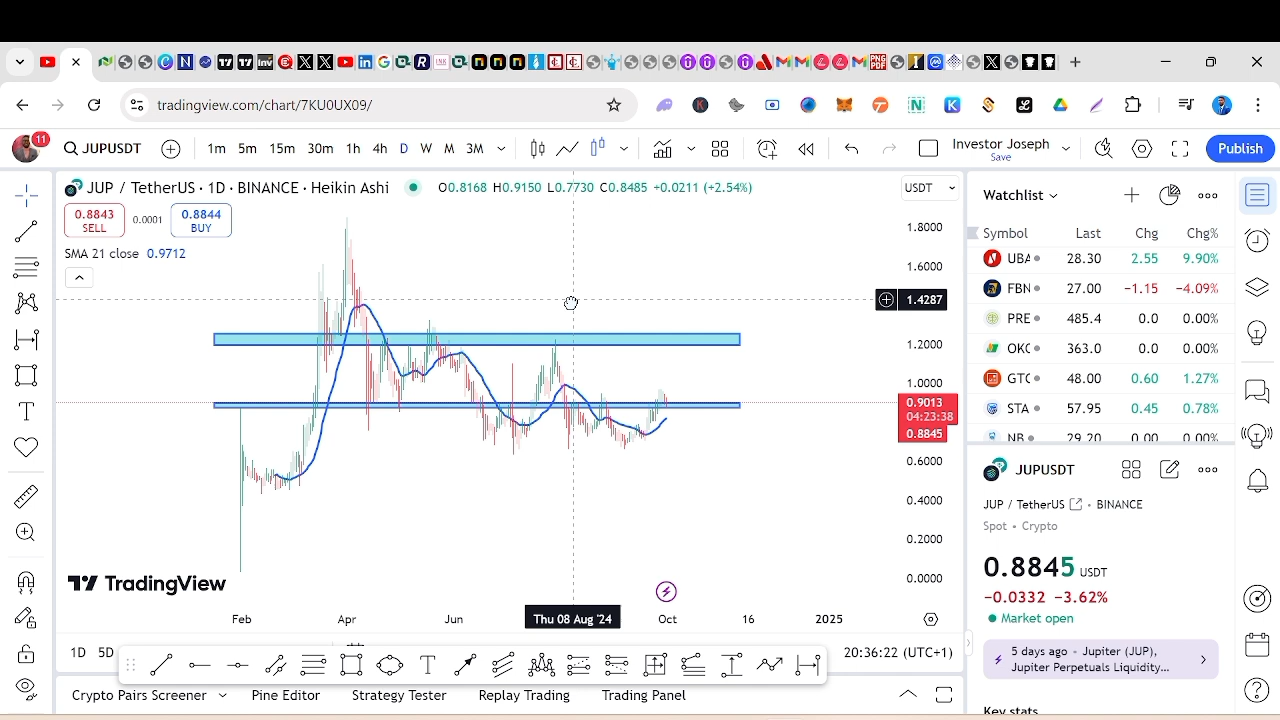 tradingview.com/chart/7KU0UX09/
11
JUPUSDT
1m 5m 15m 30m 1h 4h D W M 3M
Investor Joseph
Save
Publish
JUP / TetherUS · 1D · BINANCE · Heikin Ashi
O0.8168 H0.9150 L0.7730 C0.8485 +0.0211 (+2.54%)
USDT
0.8843
SELL
0.0001
0.8844
BUY
SMA 21 close 0.9712
1.8000
1.6000
1.4287
1.2000
1.0000
0.9013
04:23:38
0.8845
0.6000
0.4000
0.2000
0.0000
TradingView
Feb Apr Jun Thu 08 Aug '24 Oct 16 2025
1D 5D
20:36:22 (UTC+1)
Crypto Pairs Screener Pine Editor Strategy Tester Replay Trading Trading Panel
Watchlist
Symbol Last Chg Chg%
UBA 28.30 2.55 9.90%
FBN 27.00 −1.15 −4.09%
PRE 485.4 0.0 0.00%
OKO 363.0 0.0 0.00%
GTC 48.00 0.60 1.27%
STA 57.95 0.45 0.78%
NB 29.20 0.00 0.00%
JUPUSDT
JUP / TetherUS · BINANCE
Spot • Crypto
0.8845 USDT
−0.0332 −3.62%
Market open
5 days ago - Jupiter (JUP),
Jupiter Perpetuals Liquidity...
Key stats